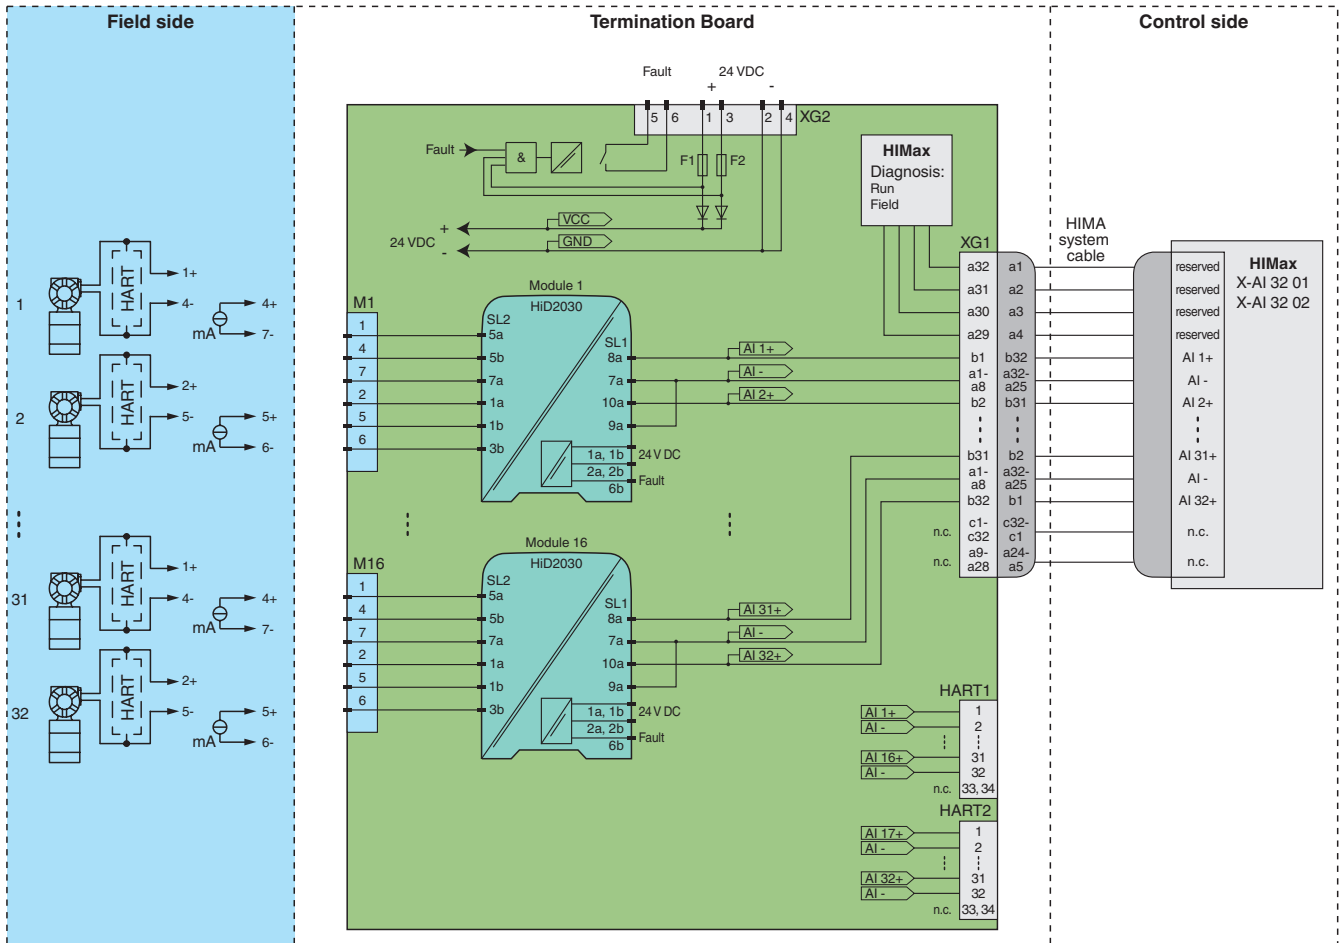 Field side
Termination Board
Control side
Fault
24 VDC
+
-
5 6 1 3 2 4
XG2
Fault
&
F1
F2
HIMax
Diagnosis:
Run
Field
VCC
GND
+
24 VDC
-
HIMA
system
cable
HIMax
X-AI 32 01
X-AI 32 02
XG1
a32 a1 reserved
a31 a2 reserved
a30 a3 reserved
a29 a4 reserved
b1 b32 AI 1+
a1- a32-
a8 a25
AI -
b2 b31 AI 2+
b31 b2 AI 31+
a1- a32-
a8 a25
AI -
b32 b1 AI 32+
n.c.
c1- c32-
c32 c1
n.c.
n.c.
a9- a24-
a28 a5
n.c.
1
HART
1+
4-
mA
4+
7-
2
HART
2+
5-
mA
5+
6-
31
HART
1+
4-
mA
4+
7-
32
HART
2+
5-
mA
5+
6-
M1
1
4
7
2
5
6
Module 1
HiD2030
SL2
5a
5b
7a
1a
1b
3b
SL1
8a
7a
10a
9a
1a, 1b
24 V DC
2a, 2b
Fault
6b
AI 1+
AI -
AI 2+
M16
1
4
7
2
5
6
Module 16
HiD2030
SL2
5a
5b
7a
1a
1b
3b
SL1
8a
7a
10a
9a
1a, 1b
24 V DC
2a, 2b
Fault
6b
AI 31+
AI -
AI 32+
HART1
AI 1+ 1
AI - 2
AI 16+ 31
AI - 32
n.c. 33, 34
HART2
AI 17+ 1
AI - 2
AI 32+ 31
AI - 32
n.c. 33, 34